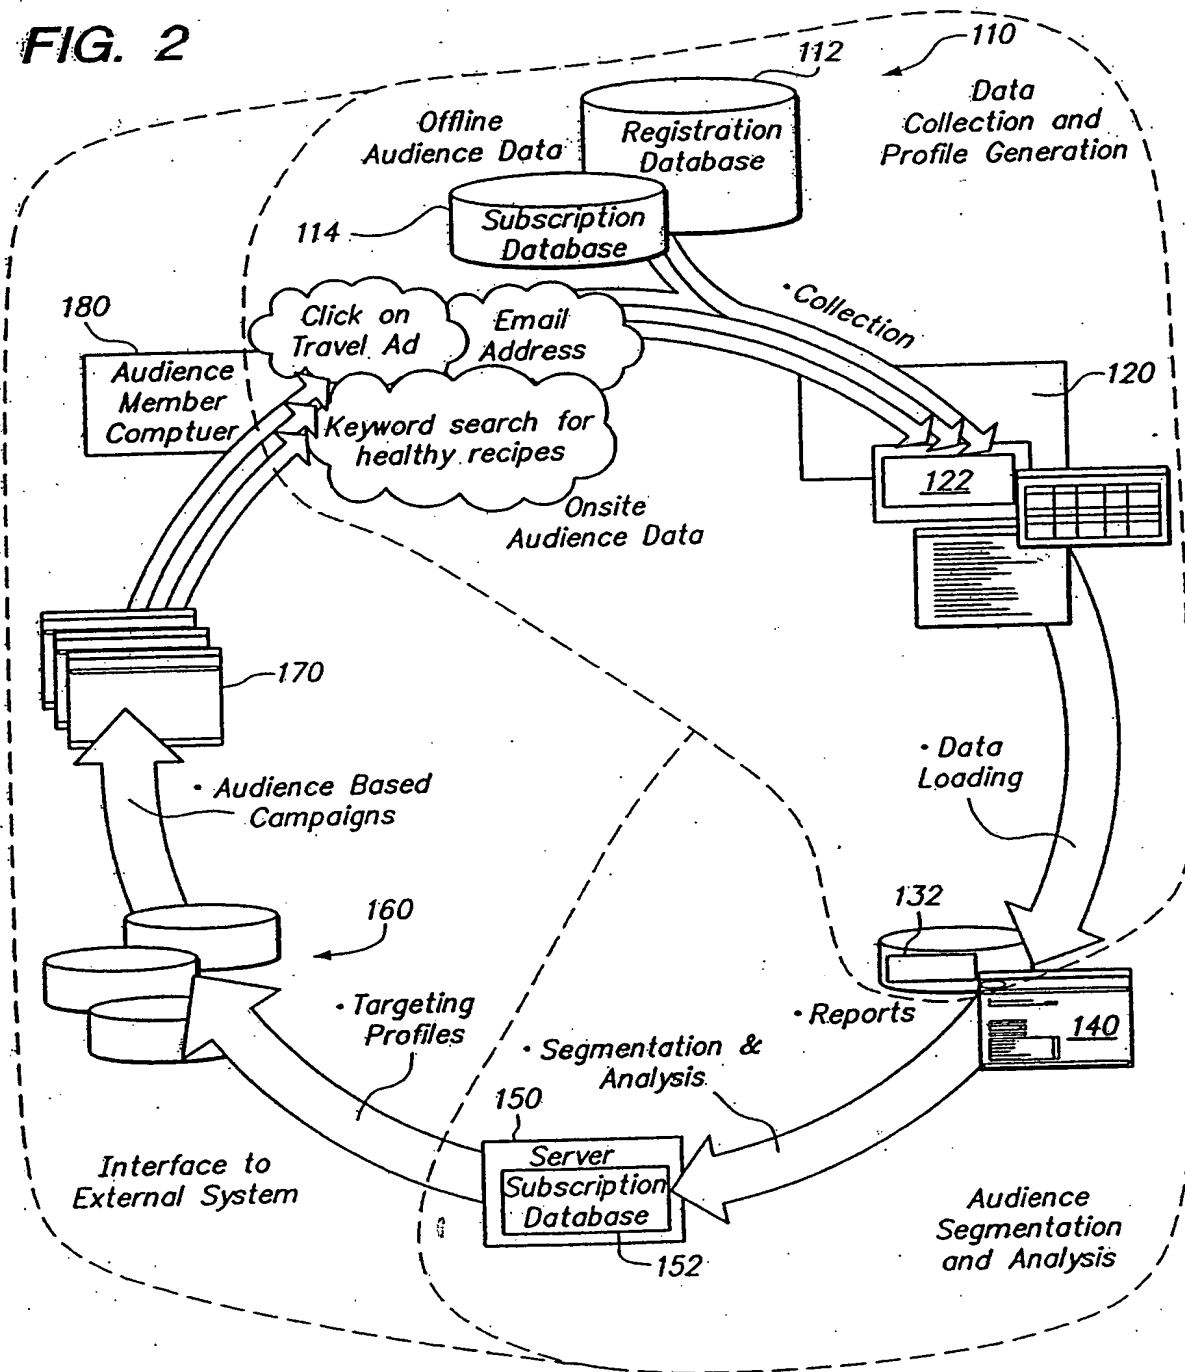 FIG. 2
110
112
Data
Collection and
Profile Generation
Offline
Audience Data
Registration
Database
114
Subscription
Database
180
Click on
Travel Ad
Email
Address
• Collection
Audience
Member
Comptuer
120
Keyword search for
healthy recipes
122
Onsite
Audience Data
170
• Data
Loading
• Audience Based
Campaigns
132
160
• Targeting
Profiles
• Reports
140
• Segmentation &
Analysis
150
Server
Subscription
Database
152
Interface to
External System
Audience
Segmentation
and Analysis